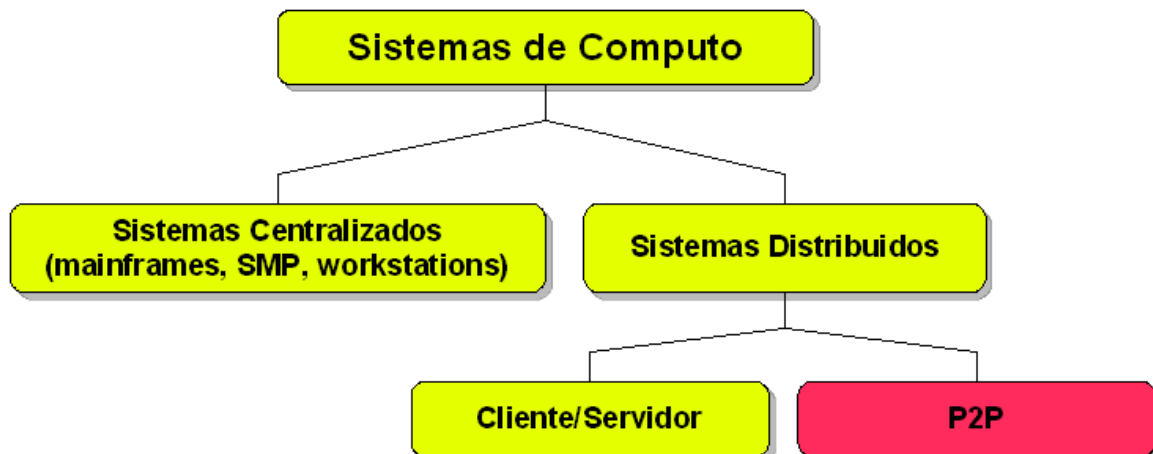 Sistemas de Computo
Sistemas Centralizados
(mainframes, SMP, workstations)
Sistemas Distribuidos
Cliente/Servidor
P2P